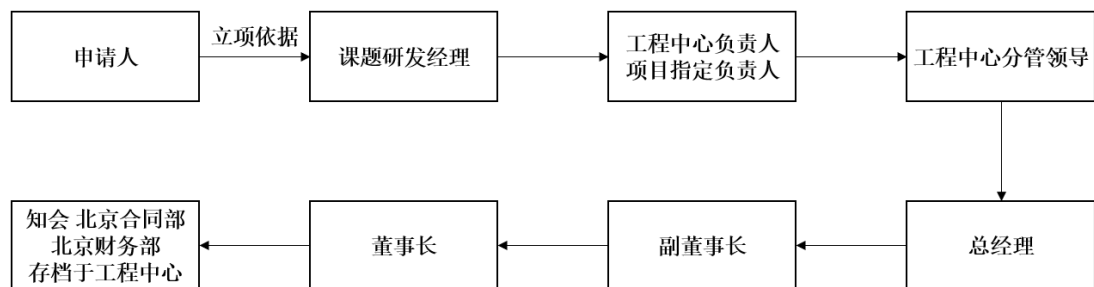 申请人
立项依据
课题研发经理
工程中心负责人
项目指定负责人
工程中心分管领导
总经理
副董事长
董事长
知会 北京合同部
北京财务部
存档于工程中心